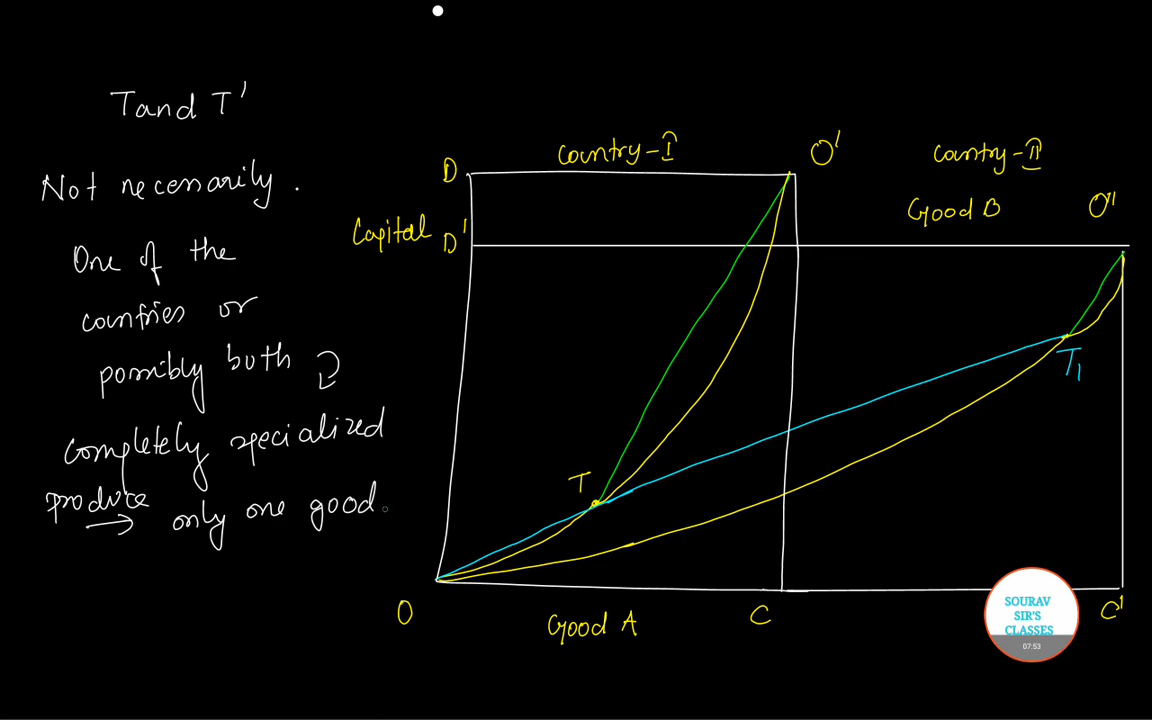 Tand T'
Not necessarily.
One of the
countries or
possibly both
Completely specialized
produce
→ only one good.
Country-I
O'
Country-II
D
Good B
O''
Capital
D'
T
T1
O
Good A
C
C'
SOURAV
SIR'S
CLASSES
07:53